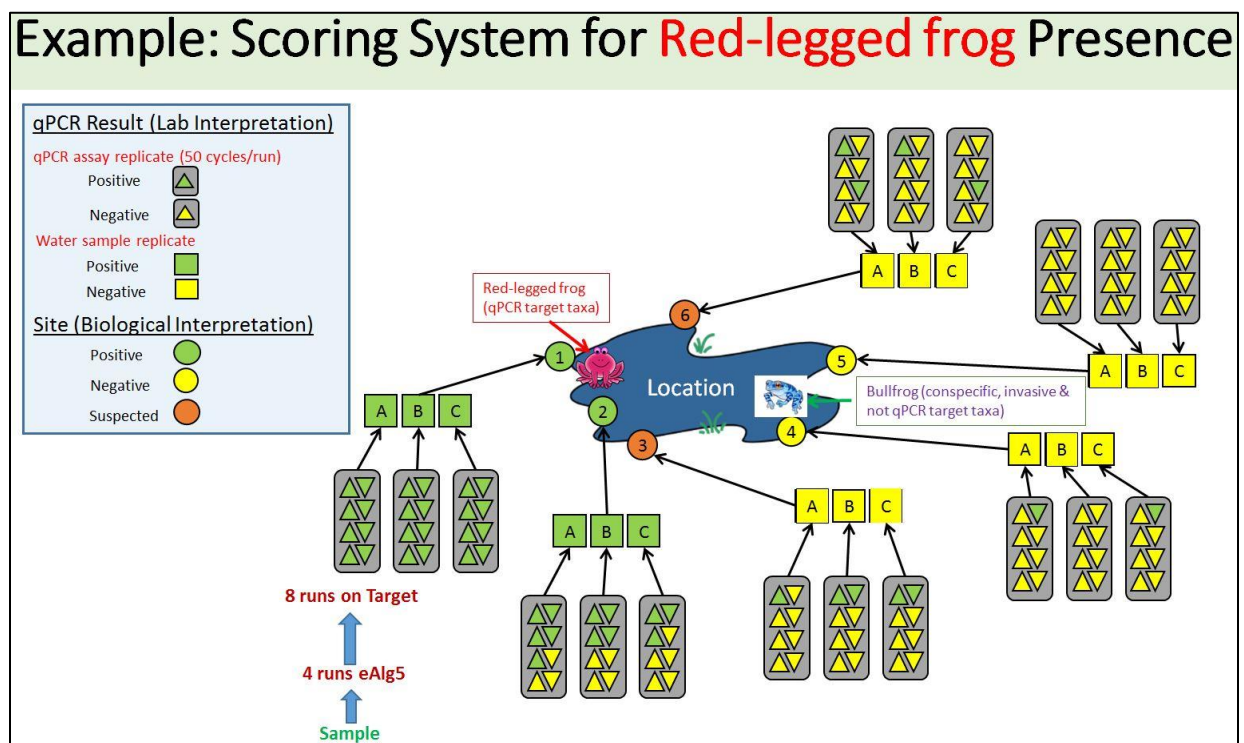 Example: Scoring System for Red-legged frog Presence
qPCR Result (Lab Interpretation)
qPCR assay replicate (50 cycles/run)
Positive
Negative
Water sample replicate
Positive
Negative
Site (Biological Interpretation)
Positive
Negative
Suspected
Red-legged frog
(qPCR target taxa)
A B C
6
1
5
A B C
Location
Bullfrog (conspecific, invasive &
not qPCR target taxa)
A B C
2
4
3
A B C
A B C
A B C
8 runs on Target
4 runs eAlg5
Sample